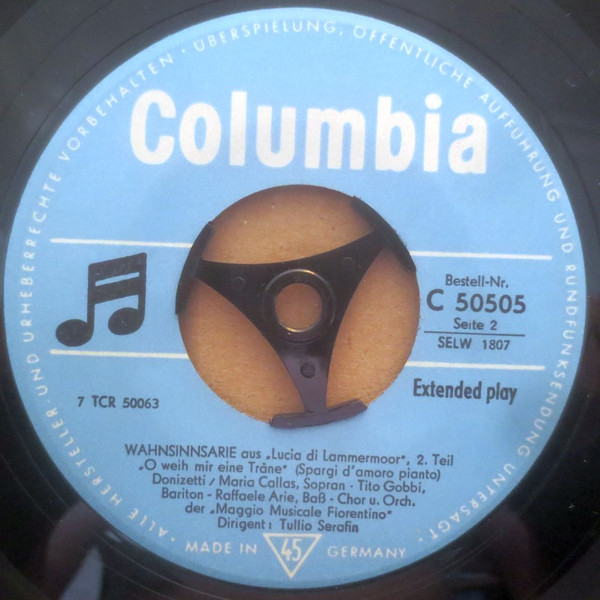 ALLE HERSTELLER- UND URHEBERRECHTE VORBEHALTEN · ÜBERSPIELUNG, ÖFFENTLICHE AUFFÜHRUNG UND RUNDFUNKSENDUNG UNTERSAGT ·
Columbia
Bestell-Nr.
C 50505
Seite 2
SELW 1807
7 TCR 50063
Extended play
WAHNSINNSARIE aus „Lucia di Lammermoor", 2. Teil
„O weih mir eine Träne" (Spargi d'amaro pianto)
Donizetti / Maria Callas, Sopran - Tito Gobbi,
Bariton - Raffaele Arie, Baß - Chor u. Orch.
der „Maggio Musicale Fiorentino"
Dirigent: Tullio Serafin
MADE IN 45 GERMANY